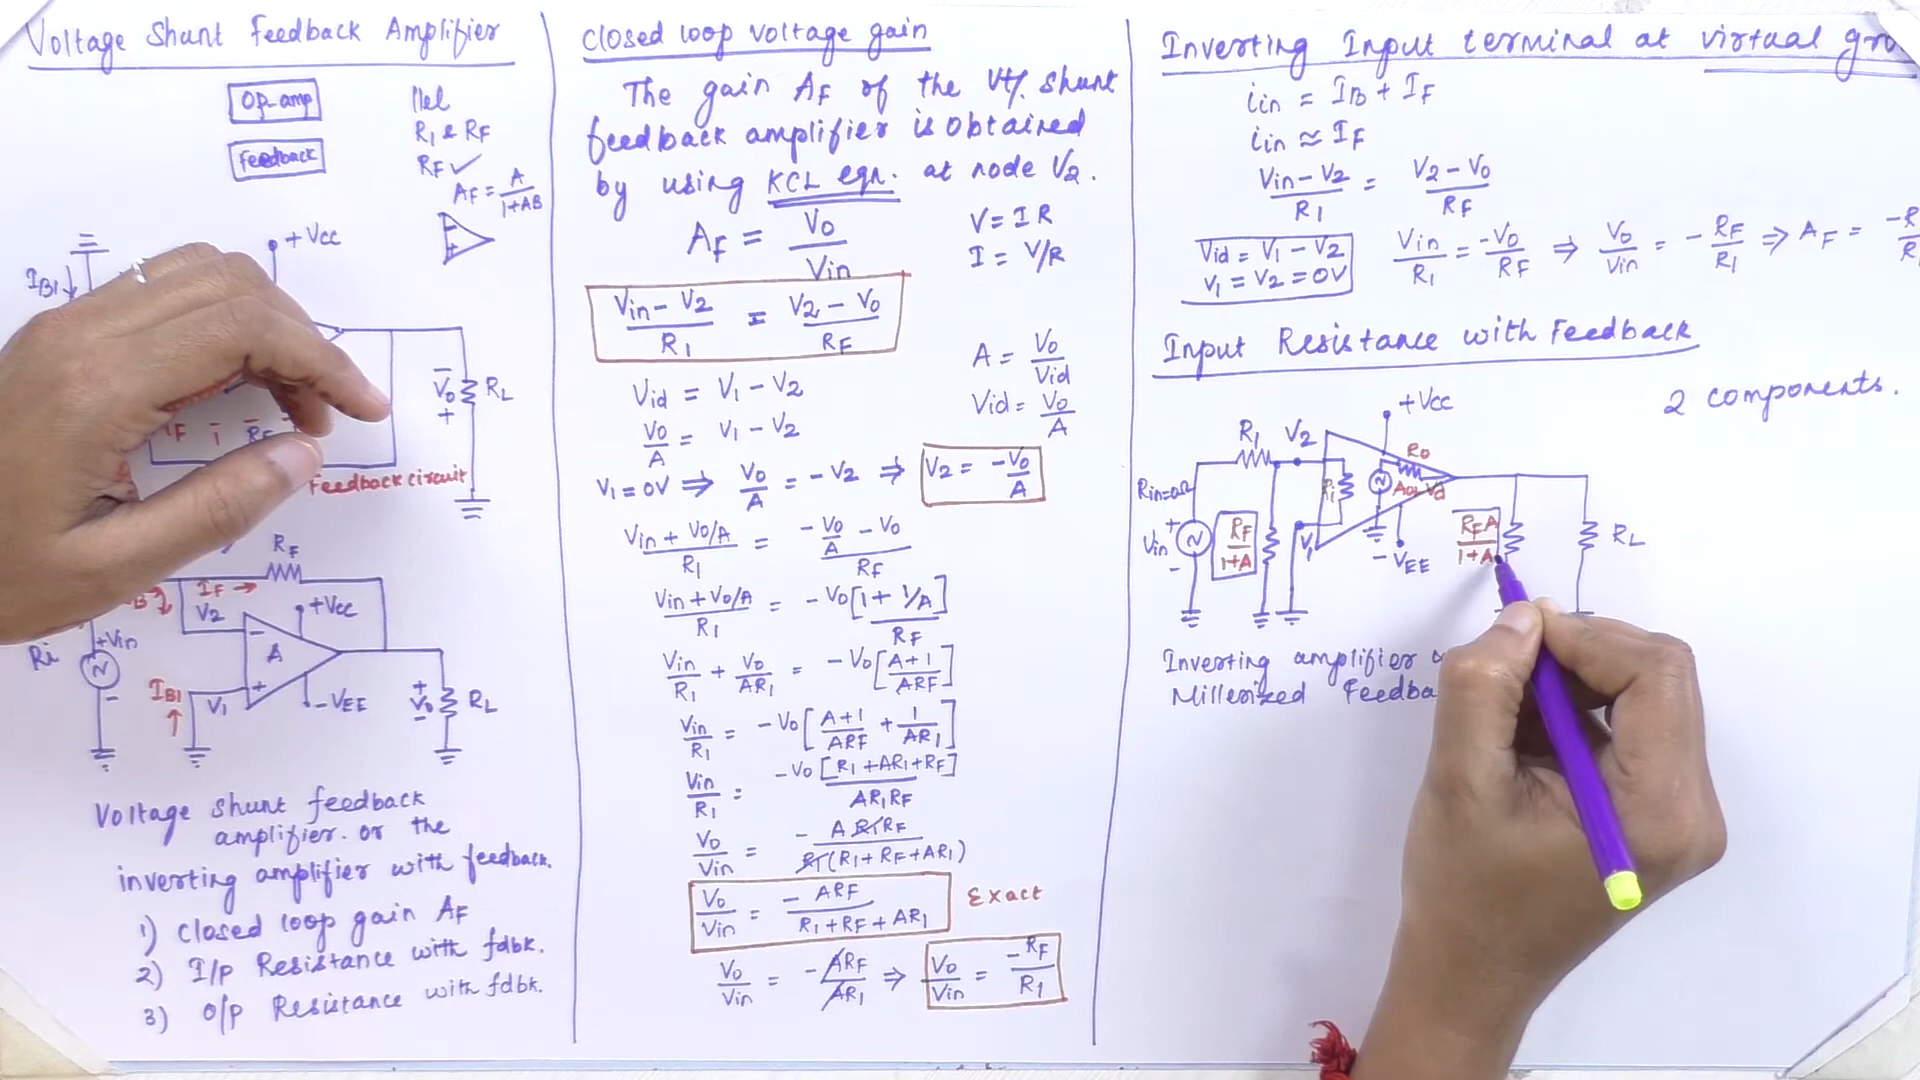 Voltage Shunt Feedback Amplifier
Op-amp
Feedback
llel
R1 & RF
RF ✓
AF = A / 1+AB
+Vcc
IB1
Vo
+
RL
IF
RF
Feedback circuit
RF
IF →
V2
+Vcc
+Vin
Ri
A
IB1
V1
-VEE
+
Vo
-
RL
Voltage shunt feedback
amplifier. or the
inverting amplifier with feedback.
1) closed loop gain AF
2) I/p Resistance with fdbk.
3) O/p Resistance with fdbk.
closed loop voltage gain
The gain AF of the Vt/. shunt
feedback amplifier is obtained
by using KCL eqn. at node V2.
AF = Vo / Vin
V = IR
I = V/R
Vin - V2 / R1 = V2 - Vo / RF
A = Vo / Vid
Vid = V1 - V2
Vid = Vo / A
Vo / A = V1 - V2
V1 = 0V ⇒ Vo / A = -V2 ⇒ V2 = -Vo / A
Vin + Vo/A / R1 = -Vo/A - Vo / RF
Vin + Vo/A / R1 = -Vo[1 + 1/A] / RF
Vin / R1 + Vo / AR1 = -Vo[A+1 / ARF]
Vin / R1 = -Vo[A+1 / ARF + 1 / AR1]
Vin / R1 = -Vo[R1+AR1+RF] / AR1RF
Vo / Vin = - A R1 RF / R1(R1+RF+AR1)
Vo / Vin = - ARF / R1+RF+AR1 Exact
Vo / Vin = - ARF / AR1 ⇒ Vo / Vin = -RF / R1
Inverting Input terminal at virtual gro
iin = IB + IF
iin ≈ IF
Vin - V2 / R1 = V2 - Vo / RF
Vid = V1 - V2
V1 = V2 = 0V
Vin / R1 = -Vo / RF ⇒ Vo / Vin = - RF / R1 ⇒ AF = -R / R
Input Resistance with Feedback
2 components.
+Vcc
R1
V2
Ro
Ri
Vin
+
-
RF / 1+A
V1
-VEE
RFA / 1+A
RL
Inverting amplifier
Millerized Feedba